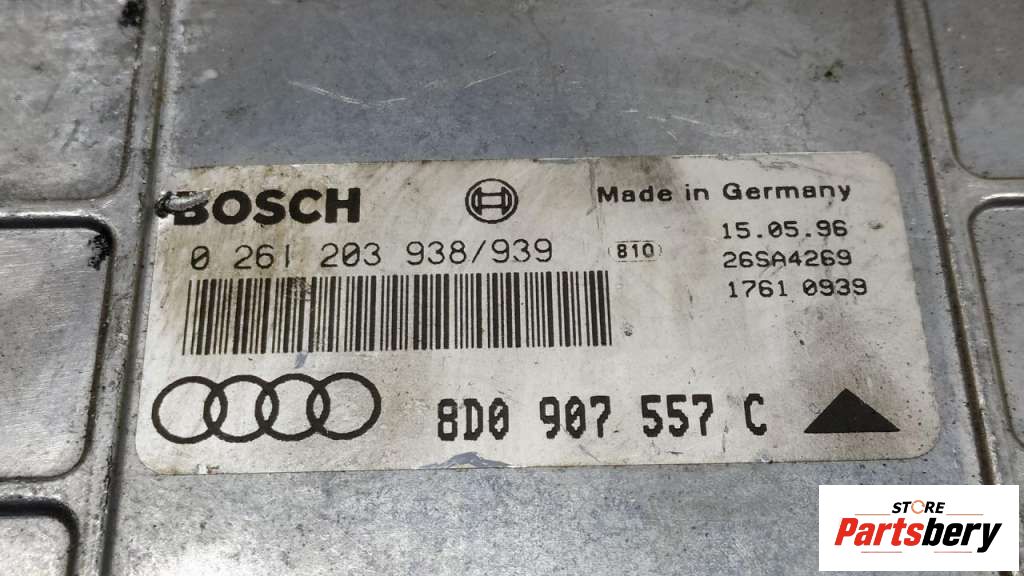 BOSCH
Made in Germany
0 261 203 938/939
810
15.05.96
26SA4269
1761 0939
8D0 907 557 C
STORE
Partsbery